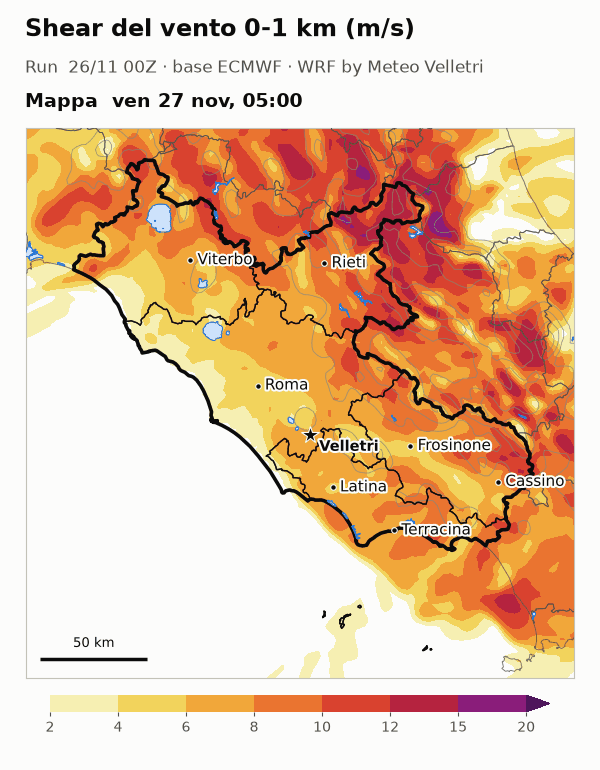 Shear del vento 0-1 km (m/s)
Run  26/11 00Z · base ECMWF · WRF by Meteo Velletri
Mappa  ven 27 nov, 05:00
Viterbo
Rieti
Roma
Velletri
Frosinone
Latina
Cassino
Terracina
50 km
2 4 6 8 10 12 15 20